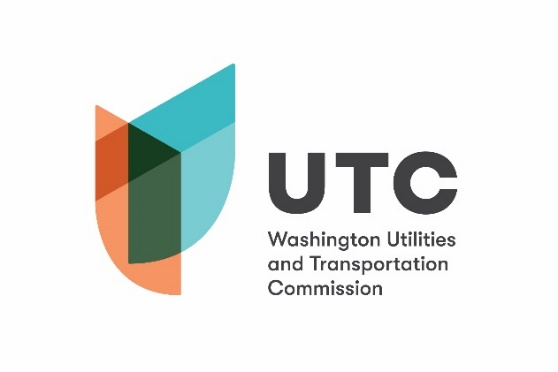 UTC
Washington Utilities
and Transportation
Commission